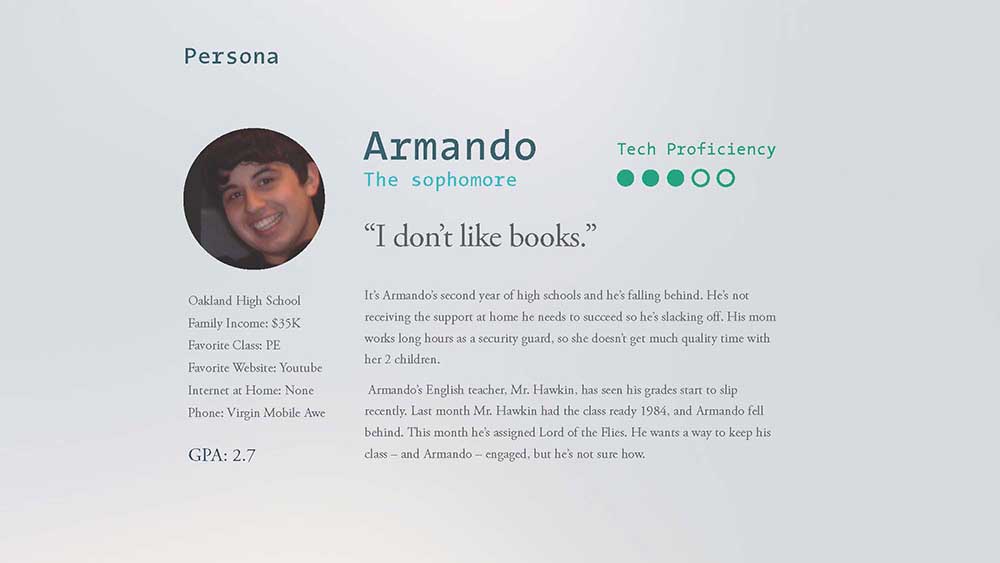 Persona
Armando
The sophomore
Tech Proficiency
“I don’t like books.”
Oakland High School
Family Income: $35K
Favorite Class: PE
Favorite Website: Youtube
Internet at Home: None
Phone: Virgin Mobile Awe
GPA: 2.7
It’s Armando’s second year of high schools and he’s falling behind. He’s not
receiving the support at home he needs to succeed so he’s slacking off. His mom
works long hours as a security guard, so she doesn’t get much quality time with
her 2 children.
Armando’s English teacher, Mr. Hawkin, has seen his grades start to slip
recently. Last month Mr. Hawkin had the class ready 1984, and Armando fell
behind. This month he’s assigned Lord of the Flies. He wants a way to keep his
class – and Armando – engaged, but he’s not sure how.